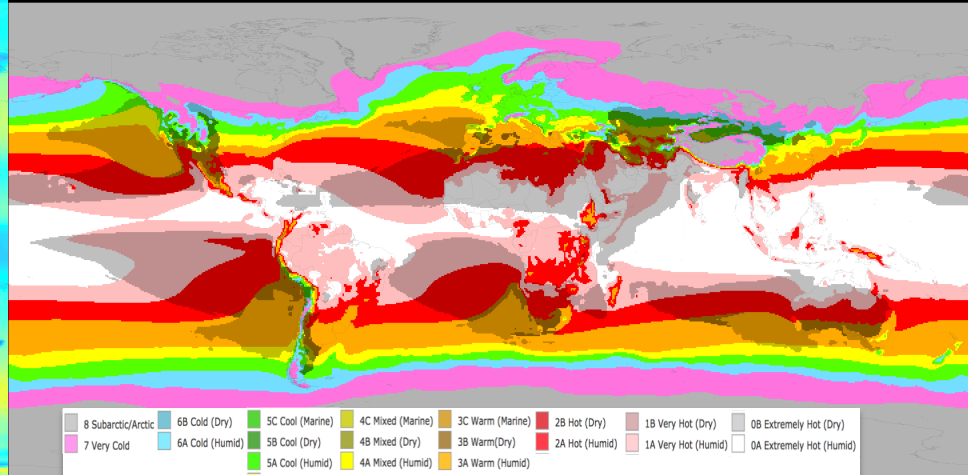 8 Subarctic/Arctic 6B Cold (Dry) 5C Cool (Marine) 4C Mixed (Marine) 3C Warm (Marine) 2B Hot (Dry) 1B Very Hot (Dry) 0B Extremely Hot (Dry)
7 Very Cold 6A Cold (Humid) 5B Cool (Dry) 4B Mixed (Dry) 3B Warm(Dry) 2A Hot (Humid) 1A Very Hot (Humid) 0A Extremely Hot (Humid)
5A Cool (Humid) 4A Mixed (Humid) 3A Warm (Humid)